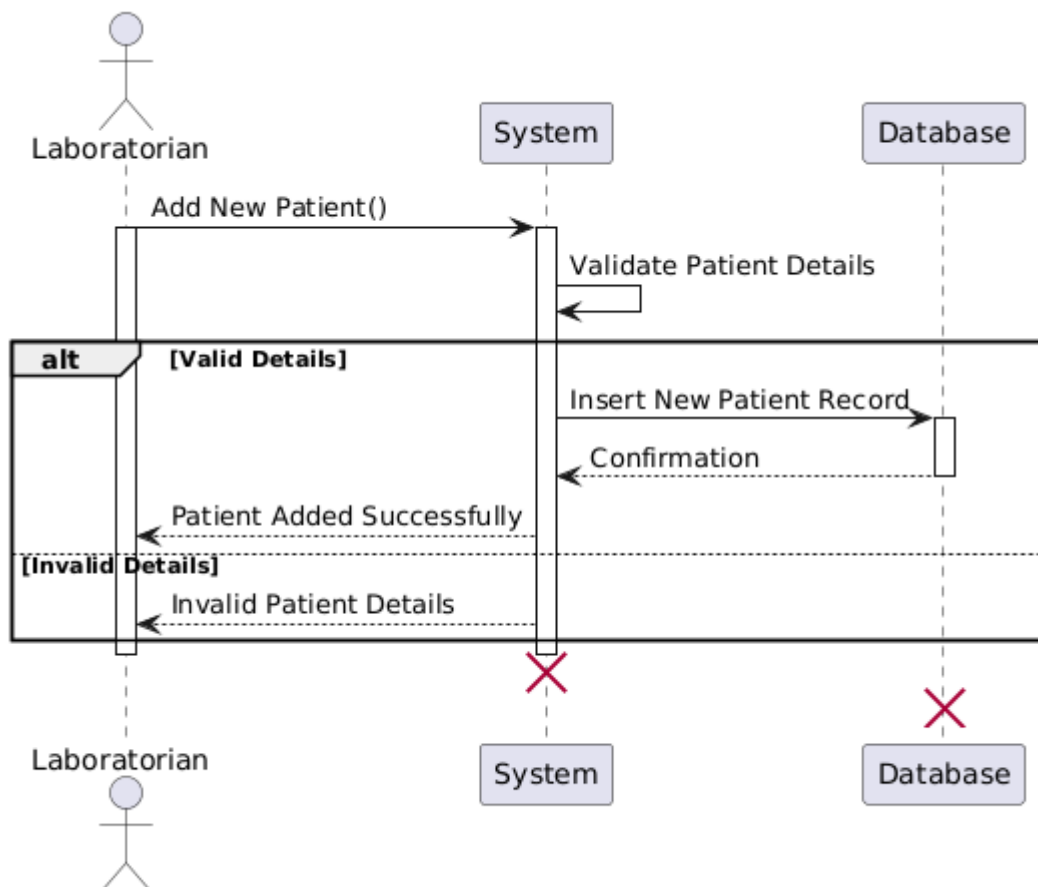 Laboratorian
System
Database
Add New Patient()
Validate Patient Details
alt
[Valid Details]
Insert New Patient Record
Confirmation
Patient Added Successfully
[Invalid Details]
Invalid Patient Details
Laboratorian
System
Database